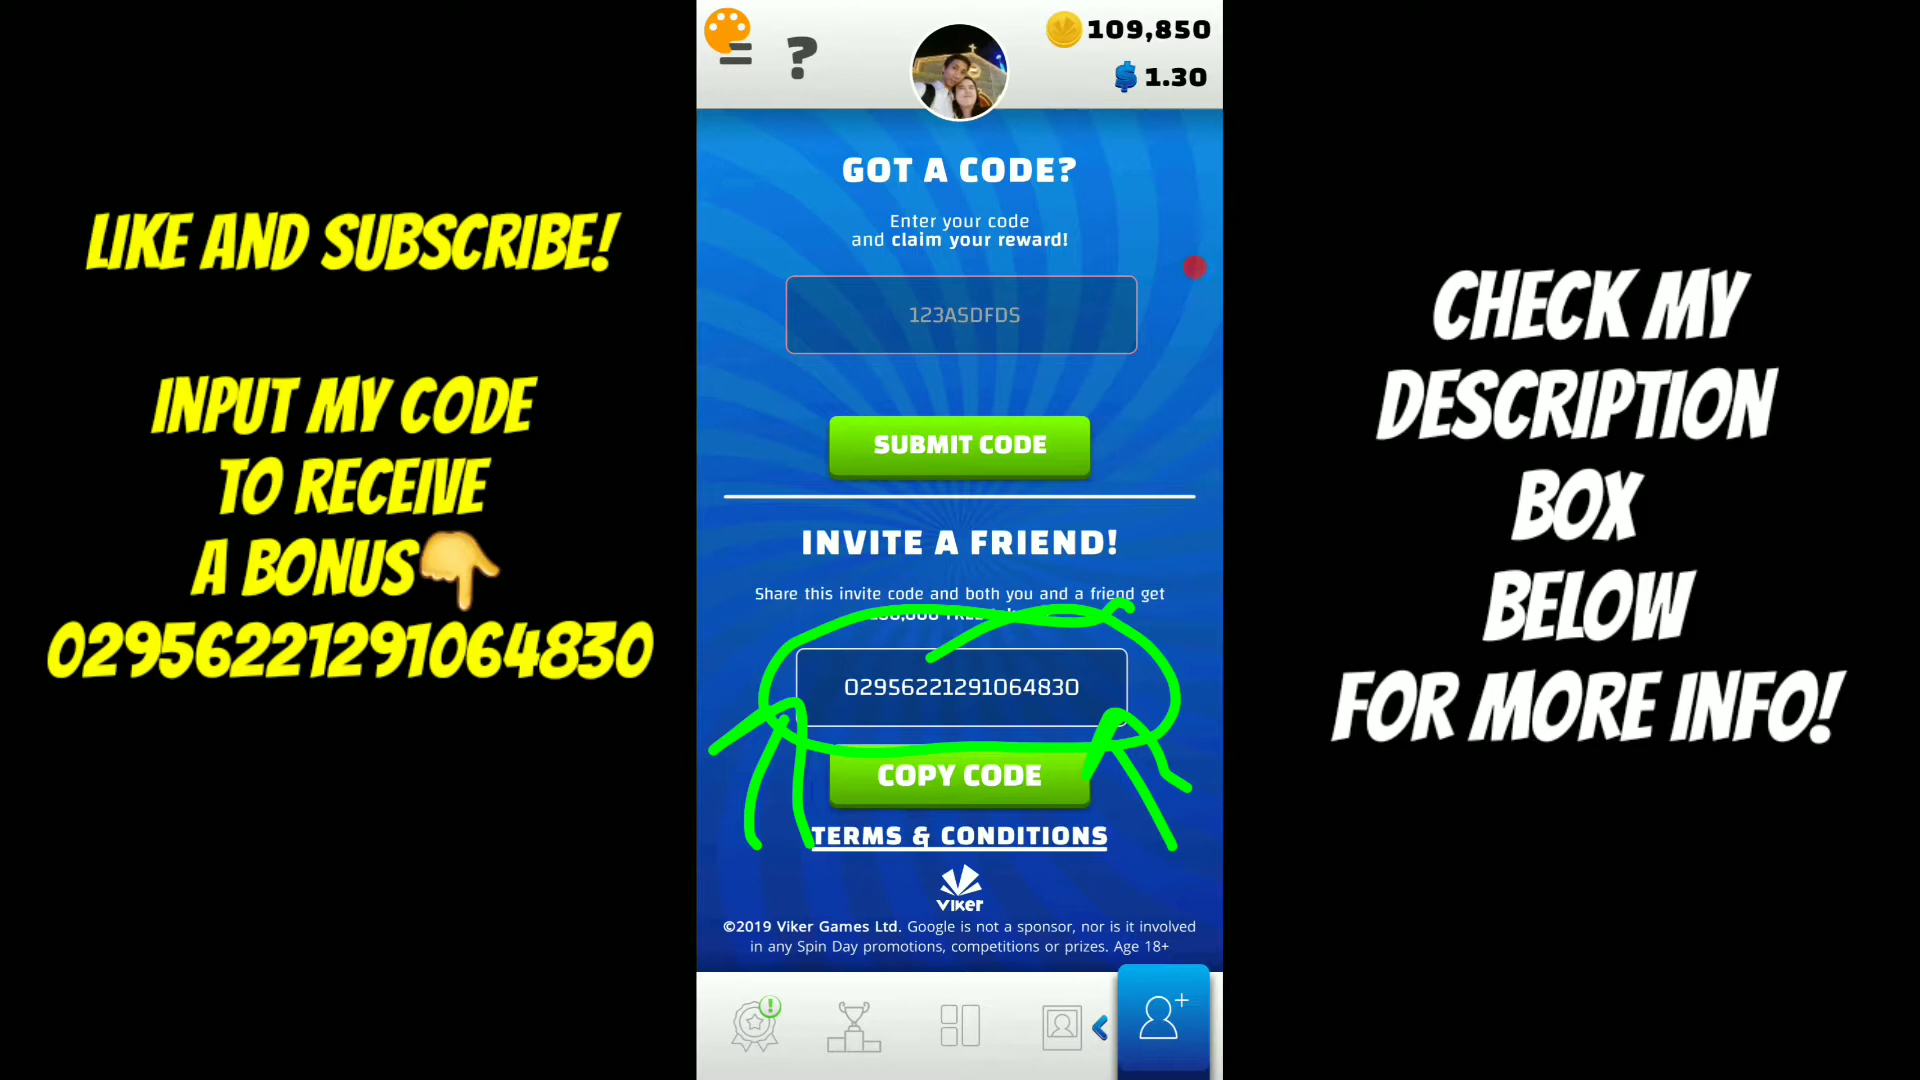 LIKE AND SUBSCRIBE!
INPUT MY CODE
TO RECEIVE
A BONUS👇
02956221291064830
?
109,850
$ 1.30
GOT A CODE?
Enter your code
and claim your reward!
123ASDFDS
SUBMIT CODE
INVITE A FRIEND!
Share this invite code and both you and a friend get
02956221291064830
COPY CODE
TERMS & CONDITIONS
VIKER
©2019 Viker Games Ltd. Google is not a sponsor, nor is it involved
in any Spin Day promotions, competitions or prizes. Age 18+
CHECK MY
DESCRIPTION
BOX
BELOW
FOR MORE INFO!